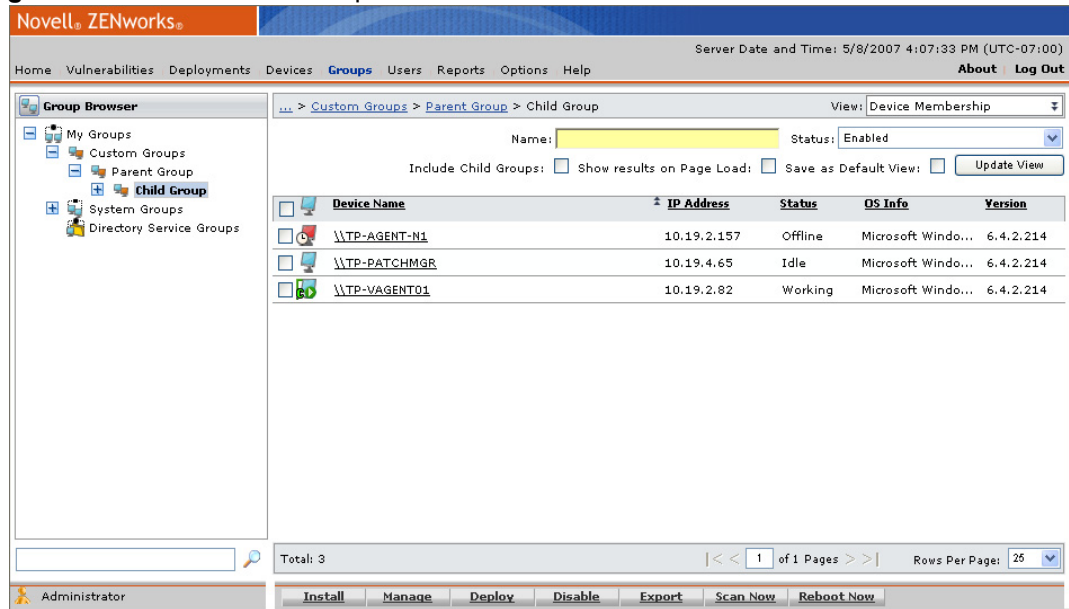 Novell® ZENworks®
Server Date and Time: 5/8/2007 4:07:33 PM (UTC-07:00)
Home Vulnerabilities Deployments Devices Groups Users Reports Options Help
About | Log Out
Group Browser
... > Custom Groups > Parent Group > Child Group
View: Device Membership
My Groups
Custom Groups
Parent Group
Child Group
System Groups
Directory Service Groups
Name:
Status: Enabled
Include Child Groups: Show results on Page Load: Save as Default View: Update View
Device Name IP Address Status OS Info Version
\\TP-AGENT-N1 10.19.2.157 Offline Microsoft Windo... 6.4.2.214
\\TP-PATCHMGR 10.19.4.65 Idle Microsoft Windo... 6.4.2.214
\\TP-VAGENT01 10.19.2.82 Working Microsoft Windo... 6.4.2.214
Total: 3
|< < 1 of 1 Pages > >|
Rows Per Page: 25
Administrator
Install Manage Deploy Disable Export Scan Now Reboot Now